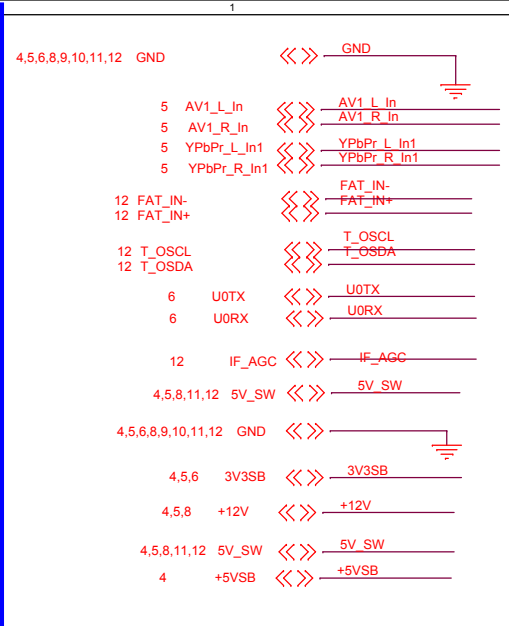 1
4,5,6,8,9,10,11,12 GND GND
5 AV1_L_In AV1_L_In
5 AV1_R_In AV1_R_In
5 YPbPr_L_In1 YPbPr_L_In1
5 YPbPr_R_In1 YPbPr_R_In1
12 FAT_IN- FAT_IN-
12 FAT_IN+ FAT_IN+
12 T_OSCL T_OSCL
12 T_OSDA T_OSDA
6 U0TX U0TX
6 U0RX U0RX
12 IF_AGC IF_AGC
4,5,8,11,12 5V_SW 5V_SW
4,5,6,8,9,10,11,12 GND
4,5,6 3V3SB 3V3SB
4,5,8 +12V +12V
4,5,8,11,12 5V_SW 5V_SW
4 +5VSB +5VSB